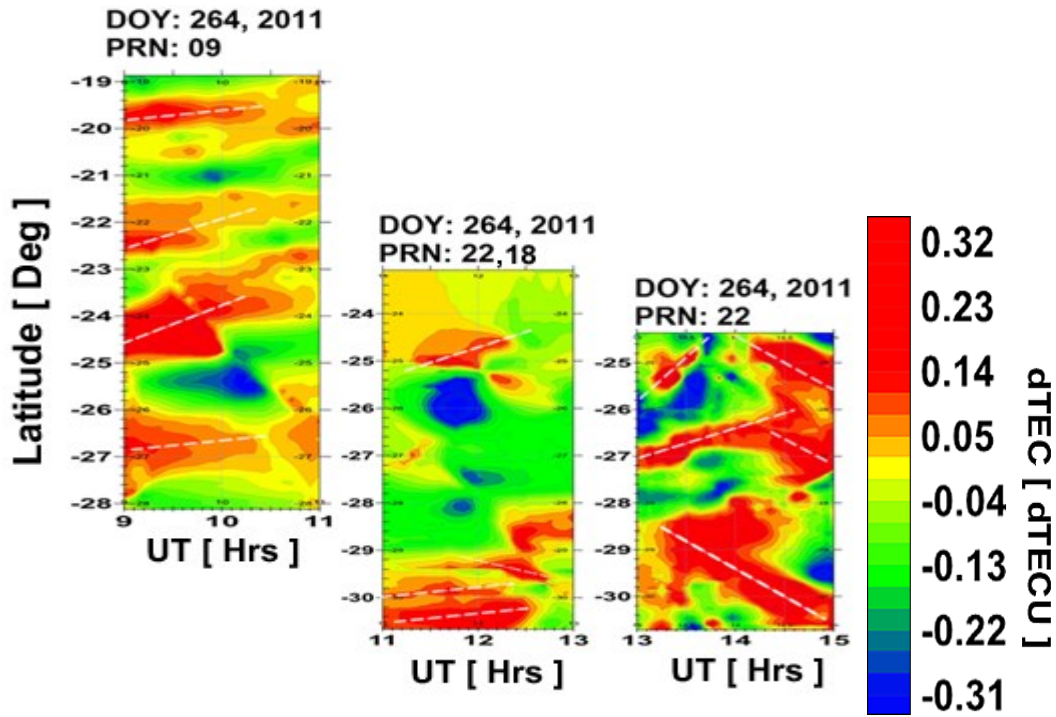 DOY: 264, 2011
PRN: 09
-19
-20
-21
-22
-23
-24
-25
-26
-27
-28
9 10 11
UT [ Hrs ]
Latitude [ Deg ]
DOY: 264, 2011
PRN: 22,18
-24
-25
-26
-27
-28
-29
-30
11 12 13
UT [ Hrs ]
DOY: 264, 2011
PRN: 22
-25
-26
-27
-28
-29
-30
13 14 15
UT [ Hrs ]
0.32
0.23
0.14
0.05
-0.04
-0.13
-0.22
-0.31
dTEC [ dTECU ]